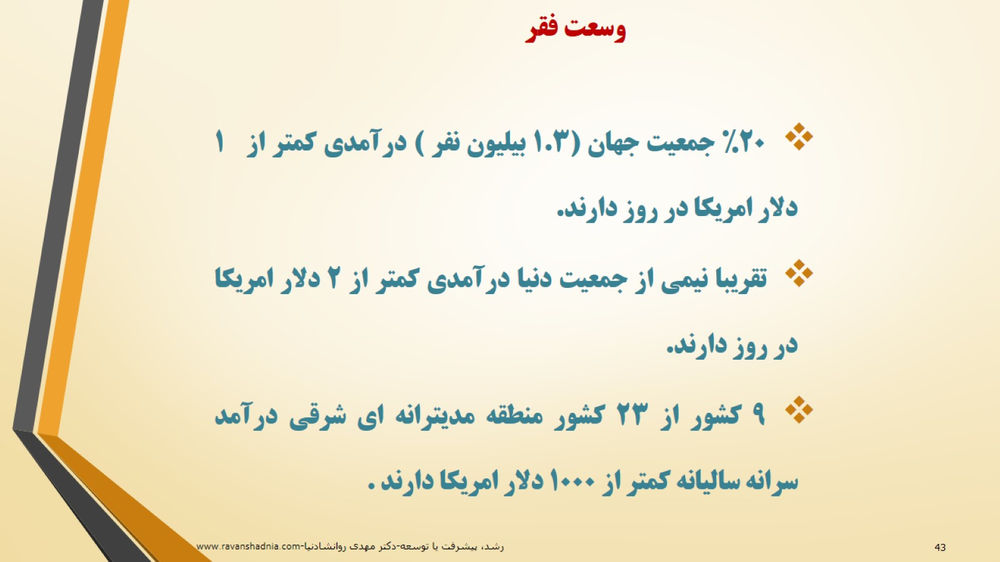 وسعت فقر
۲۰٪ جمعیت جهان (۱.۳ بیلیون نفر ) درآمدی کمتر از ۱
دلار امریکا در روز دارند.
تقریبا نیمی از جمعیت دنیا درآمدی کمتر از ۲ دلار امریکا
در روز دارند.
۹ کشور از ۲۳ کشور منطقه مدیترانه ای شرقی درآمد
سرانه سالیانه کمتر از ۱۰۰۰ دلار امریکا دارند .
رشد، پیشرفت یا توسعه-دکتر مهدی روانشادنیا-www.ravanshadnia.com
43